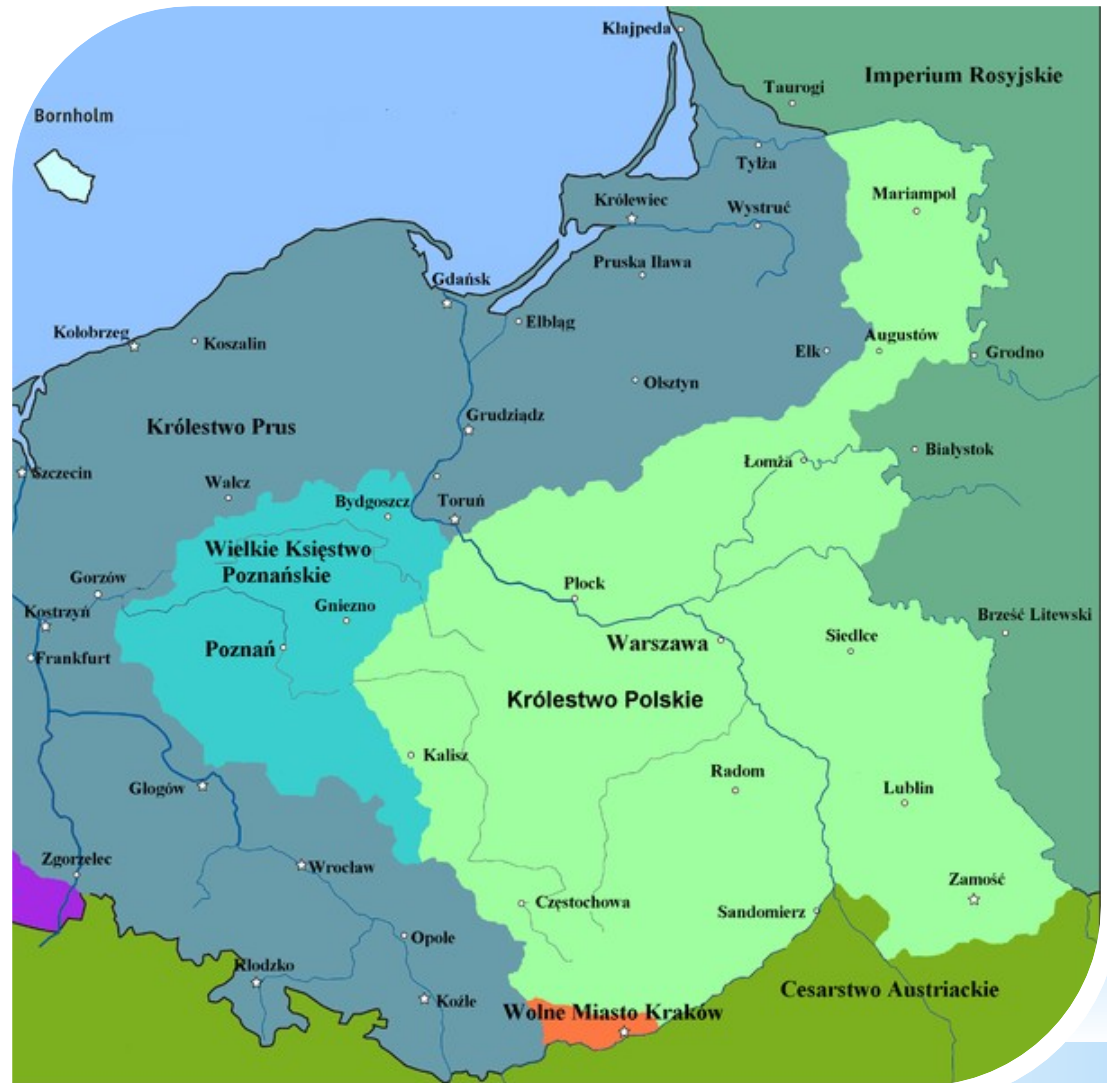 Kłajpeda
Imperium Rosyjskie
Taurogi
Bornholm
Tylża
Mariampol
Królewiec
Wystruć
Pruska Iława
Gdańsk
Elbląg
Kołobrzeg
Koszalin
Ełk
Augustów
Grodno
Olsztyn
Królestwo Prus
Grudziądz
Szczecin
Wałcz
Łomża
Białystok
Bydgoszcz
Toruń
Wielkie Księstwo
Poznańskie
Gorzów
Płock
Kostrzyń
Gniezno
Brześć Litewski
Frankfurt
Poznań
Warszawa
Siedlce
Królestwo Polskie
Kalisz
Radom
Głogów
Lublin
Zgorzelec
Wrocław
Zamość
Częstochowa
Sandomierz
Opole
Kłodzko
Koźle
Cesarstwo Austriackie
Wolne Miasto Kraków